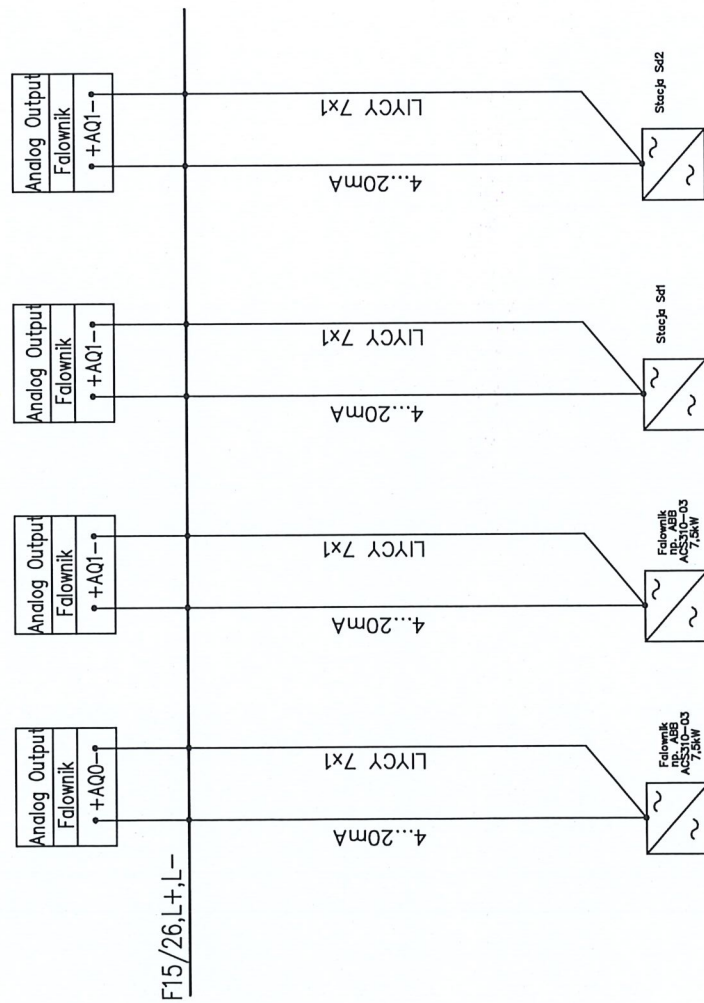 Analog Output
Falownik
+AQ0-
Analog Output
Falownik
+AQ1-
Analog Output
Falownik
+AQ1-
Analog Output
Falownik
+AQ1-
F15/26,L+,L-
4...20mA
LIYCY 7x1
4...20mA
LIYCY 7x1
4...20mA
LIYCY 7x1
4...20mA
LIYCY 7x1
Falownik
np. ABB
ACS310-03
7,5kW
Falownik
np. ABB
ACS310-03
7,5kW
Stacja Sd1
Stacja Sd2